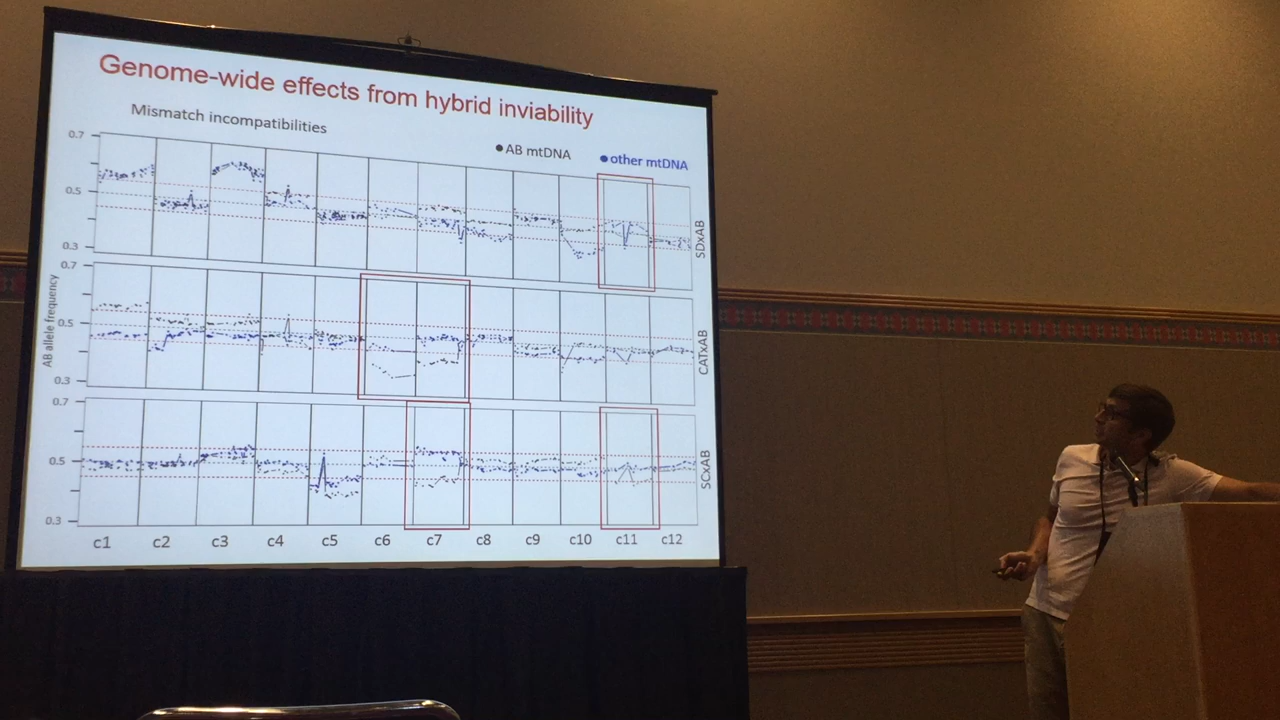 Genome-wide effects from hybrid inviability
Mismatch incompatibilities
AB mtDNA
other mtDNA
AB allele frequency
0.7
0.5
0.3
SDxAB
0.7
0.5
0.3
CATxAB
0.7
0.5
0.3
SCxAB
c1 c2 c3 c4 c5 c6 c7 c8 c9 c10 c11 c12